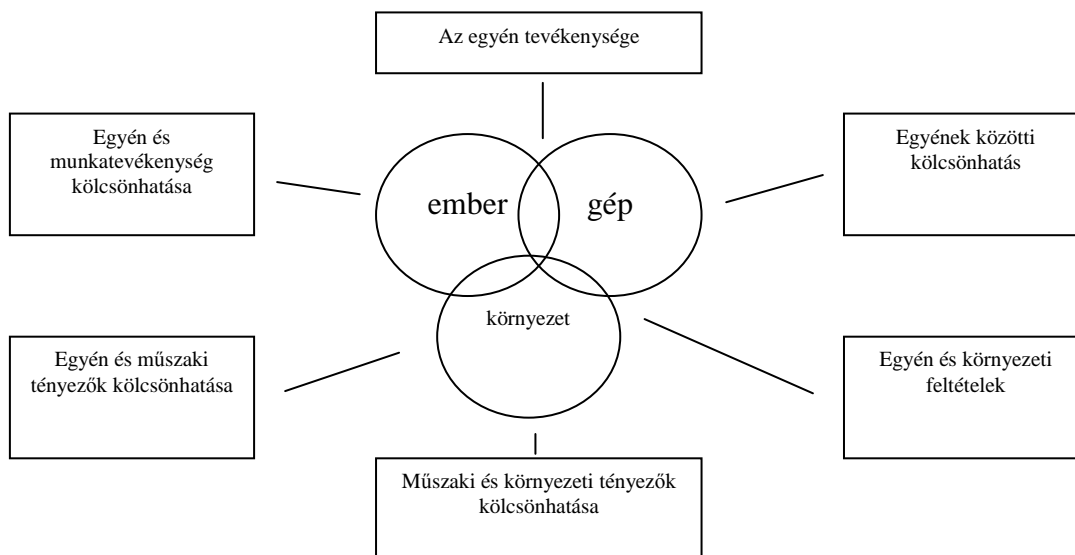 Az egyén tevékenysége
Egyén és
munkatevékenység
kölcsönhatása
Egyének közötti
kölcsönhatás
ember
gép
környezet
Egyén és műszaki
tényezők kölcsönhatása
Egyén és környezeti
feltételek
Műszaki és környezeti tényezők
kölcsönhatása